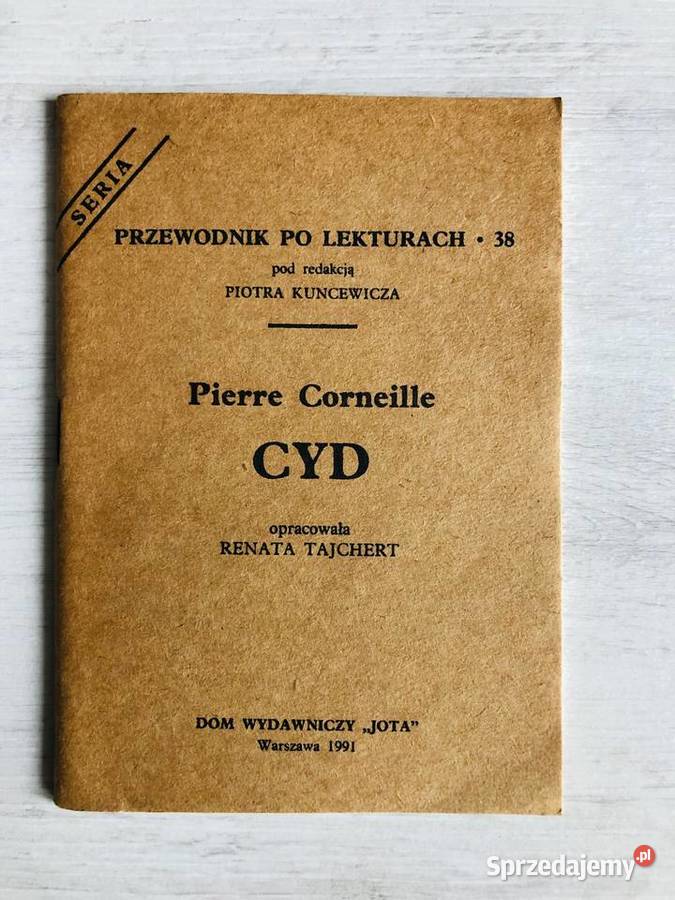 SERIA
PRZEWODNIK PO LEKTURACH • 38
pod redakcją
PIOTRA KUNCEWICZA
Pierre Corneille
CYD
opracowała
RENATA TAJCHERT
DOM WYDAWNICZY „JOTA”
Warszawa 1991
Sprzedajemy.pl